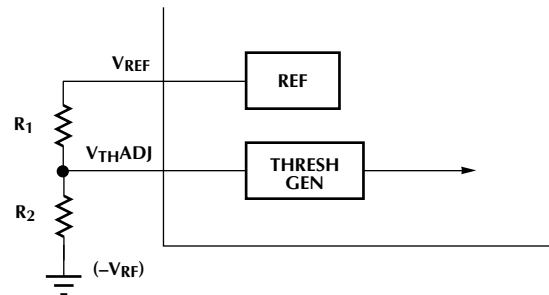 VREF
REF
R1
VTHADJ
THRESH
GEN
R2
(–VRF)